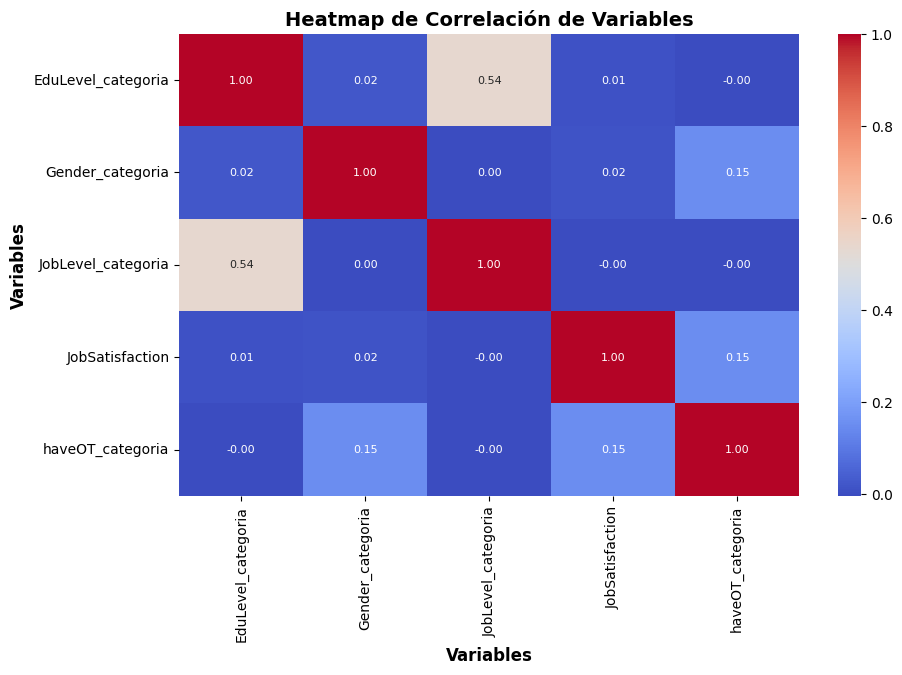 Heatmap de Correlación de Variables
Variables
EduLevel_categoria 1.00 0.02 0.54 0.01 -0.00
Gender_categoria 0.02 1.00 0.00 0.02 0.15
JobLevel_categoria 0.54 0.00 1.00 -0.00 -0.00
JobSatisfaction 0.01 0.02 -0.00 1.00 0.15
haveOT_categoria -0.00 0.15 -0.00 0.15 1.00
EduLevel_categoria
Gender_categoria
JobLevel_categoria
JobSatisfaction
haveOT_categoria
Variables
1.0
0.8
0.6
0.4
0.2
0.0